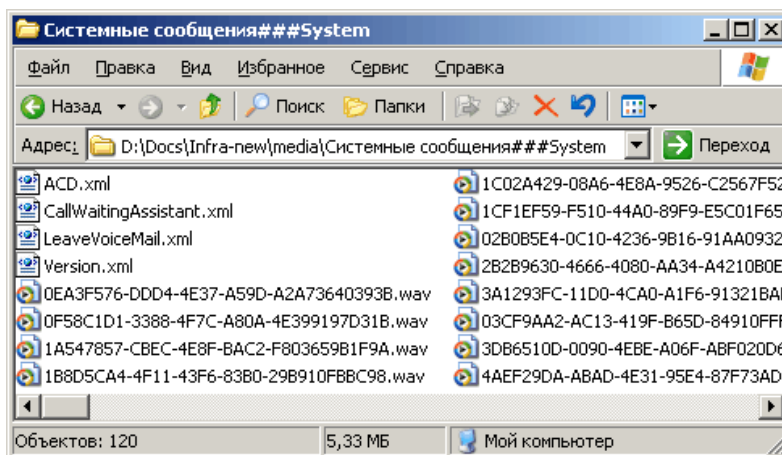 Системные сообщения###System
Файл Правка Вид Избранное Сервис Справка
Назад Поиск Папки
Адрес: D:\Docs\Infra-new\media\Системные сообщения###System Переход
ACD.xml
CallWaitingAssistant.xml
LeaveVoiceMail.xml
Version.xml
0EA3F576-DDD4-4E37-A59D-A2A73640393B.wav
0F58C1D1-3388-4F7C-A80A-4E399197D31B.wav
1A547857-CBEC-4E8F-BAC2-F803659B1F9A.wav
1B8D5CA4-4F11-43F6-83B0-29B910FBBC98.wav
1C02A429-08A6-4E8A-9526-C2567F52
1CF1EF59-F510-44A0-89F9-E5C01F65
02B0B5E4-0C10-4236-9B16-91AA0932
2B2B9630-4666-4080-AA34-A4210B0E
3A1293FC-11D0-4CA0-A1F6-91321BA
03CF9AA2-AC13-419F-B65D-84910FFF
3DB6510D-0090-4EBE-A06F-ABF020D6
4AEF29DA-ABAD-4E31-95E4-87F73AD
Объектов: 120 5,33 МБ Мой компьютер